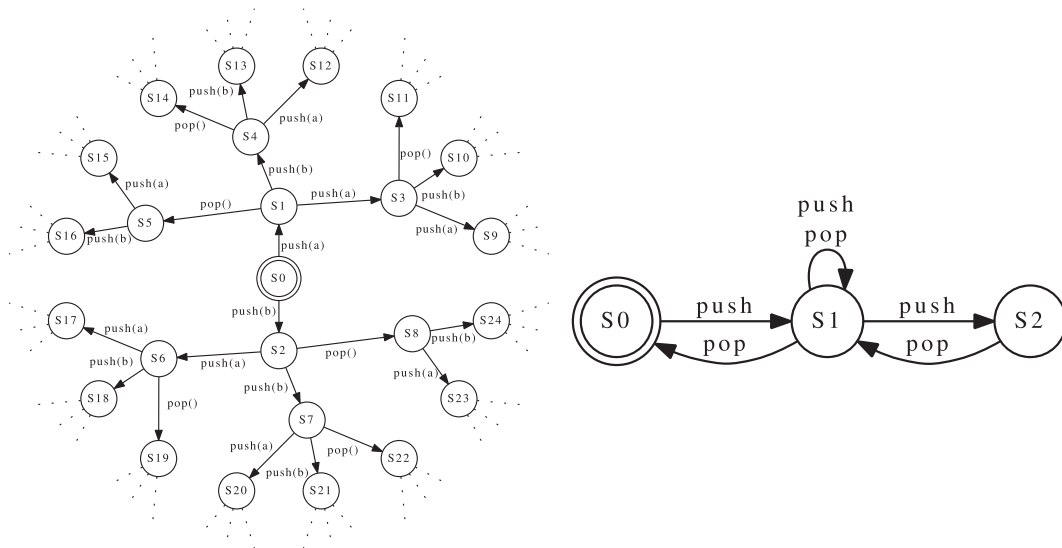 S13
S12
S14
push(b)
S11
push(a)
pop()
S4
S15
pop()
S10
push(b)
push(a)
push(b)
S3
pop()
push(a)
S1
S5
push(a)
S16
push(b)
S9
push(a)
S0
push(b)
S17
S24
S8
push(a)
push(b)
S2
pop()
push(b)
S6
push(a)
push(a)
push(b)
S18
S23
pop()
S7
push(a)
pop()
S19
S22
push(b)
S20
S21
push
pop
S0
push
S1
push
S2
pop
pop